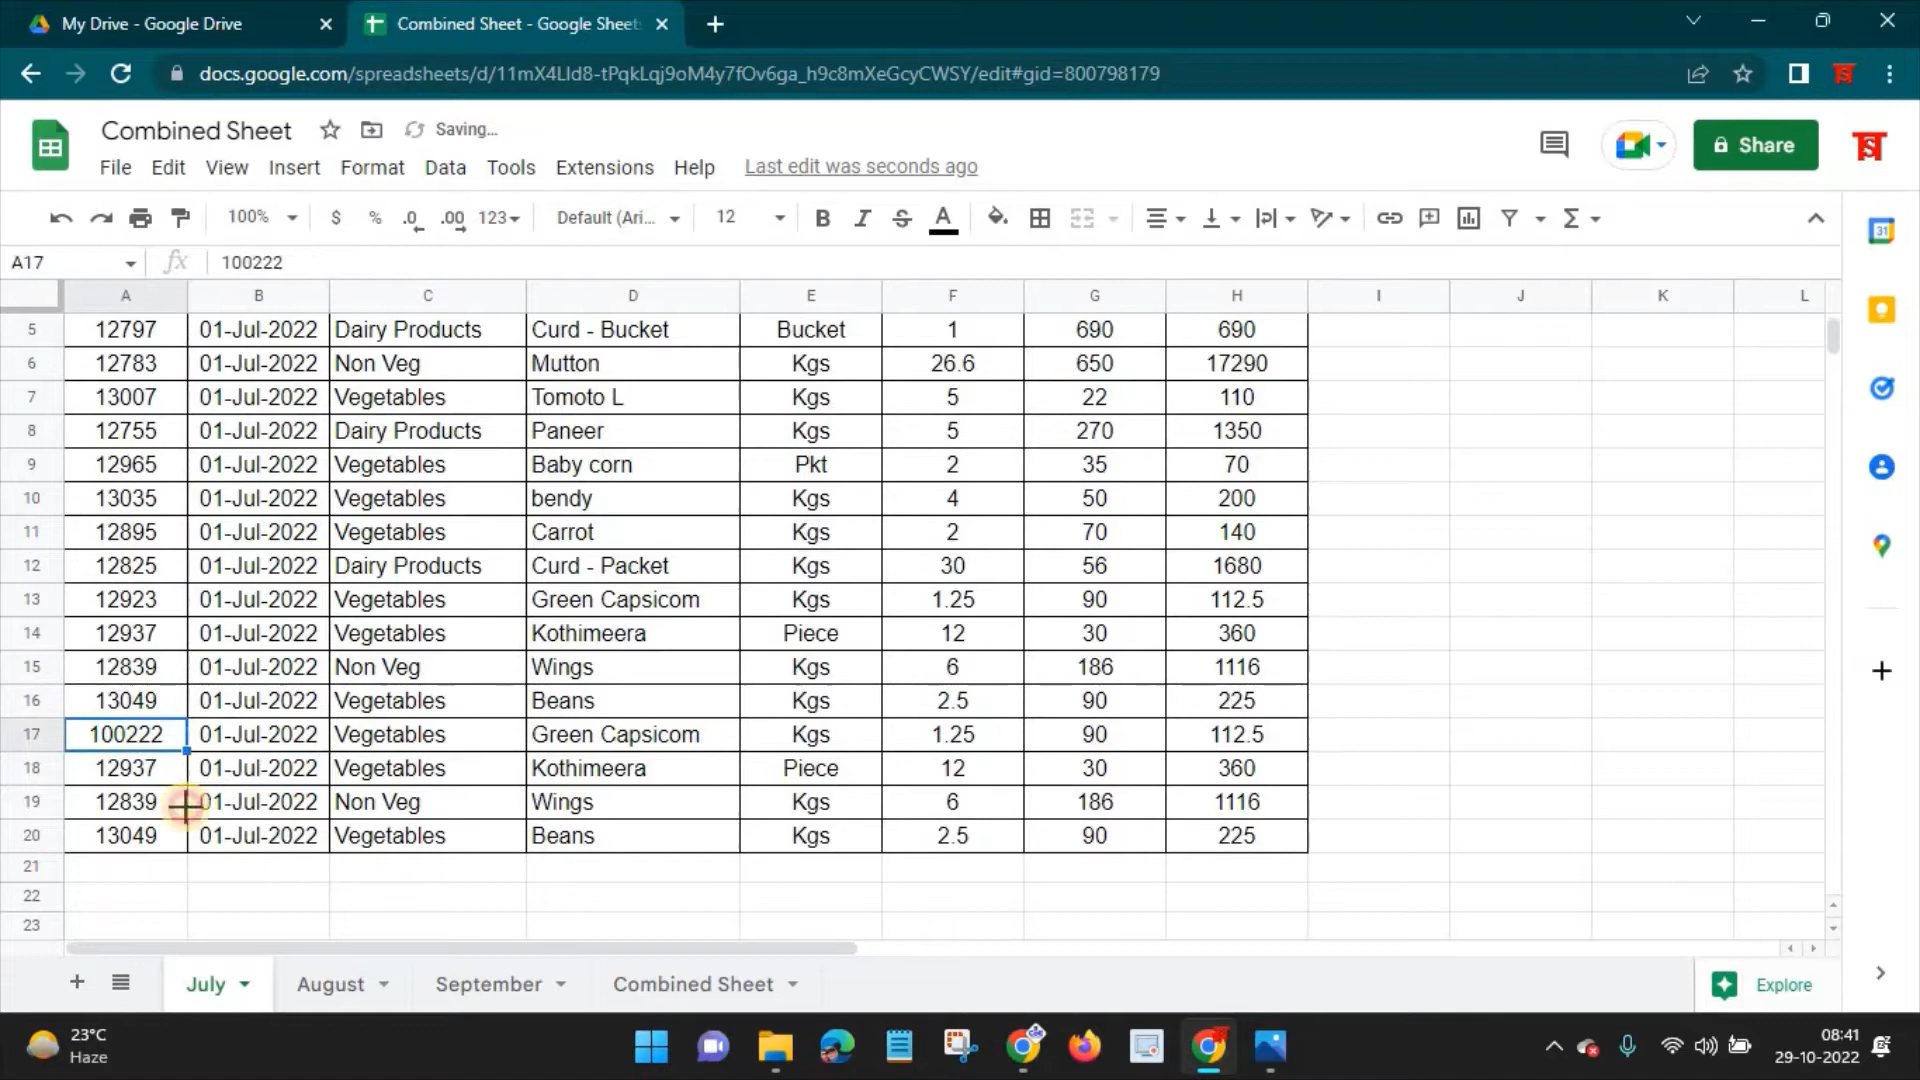 My Drive - Google Drive
Combined Sheet - Google Sheet
docs.google.com/spreadsheets/d/11mX4LId8-tPqkLqj9oM4y7fOv6ga_h9c8mXeGcyCWSY/edit#gid=800798179
Combined Sheet Saving...
File Edit View Insert Format Data Tools Extensions Help Last edit was seconds ago
Share
100% $ % .0 .00 123 Default (Ari... 12 B I S A
A17 fx 100222
A B C D E F G H I J K L
5 12797 01-Jul-2022 Dairy Products Curd - Bucket Bucket 1 690 690
6 12783 01-Jul-2022 Non Veg Mutton Kgs 26.6 650 17290
7 13007 01-Jul-2022 Vegetables Tomoto L Kgs 5 22 110
8 12755 01-Jul-2022 Dairy Products Paneer Kgs 5 270 1350
9 12965 01-Jul-2022 Vegetables Baby corn Pkt 2 35 70
10 13035 01-Jul-2022 Vegetables bendy Kgs 4 50 200
11 12895 01-Jul-2022 Vegetables Carrot Kgs 2 70 140
12 12825 01-Jul-2022 Dairy Products Curd - Packet Kgs 30 56 1680
13 12923 01-Jul-2022 Vegetables Green Capsicom Kgs 1.25 90 112.5
14 12937 01-Jul-2022 Vegetables Kothimeera Piece 12 30 360
15 12839 01-Jul-2022 Non Veg Wings Kgs 6 186 1116
16 13049 01-Jul-2022 Vegetables Beans Kgs 2.5 90 225
17 100222 01-Jul-2022 Vegetables Green Capsicom Kgs 1.25 90 112.5
18 12937 01-Jul-2022 Vegetables Kothimeera Piece 12 30 360
19 12839 01-Jul-2022 Non Veg Wings Kgs 6 186 1116
20 13049 01-Jul-2022 Vegetables Beans Kgs 2.5 90 225
21
22
23
July August September Combined Sheet Explore
23°C
Haze
08:41
29-10-2022
31